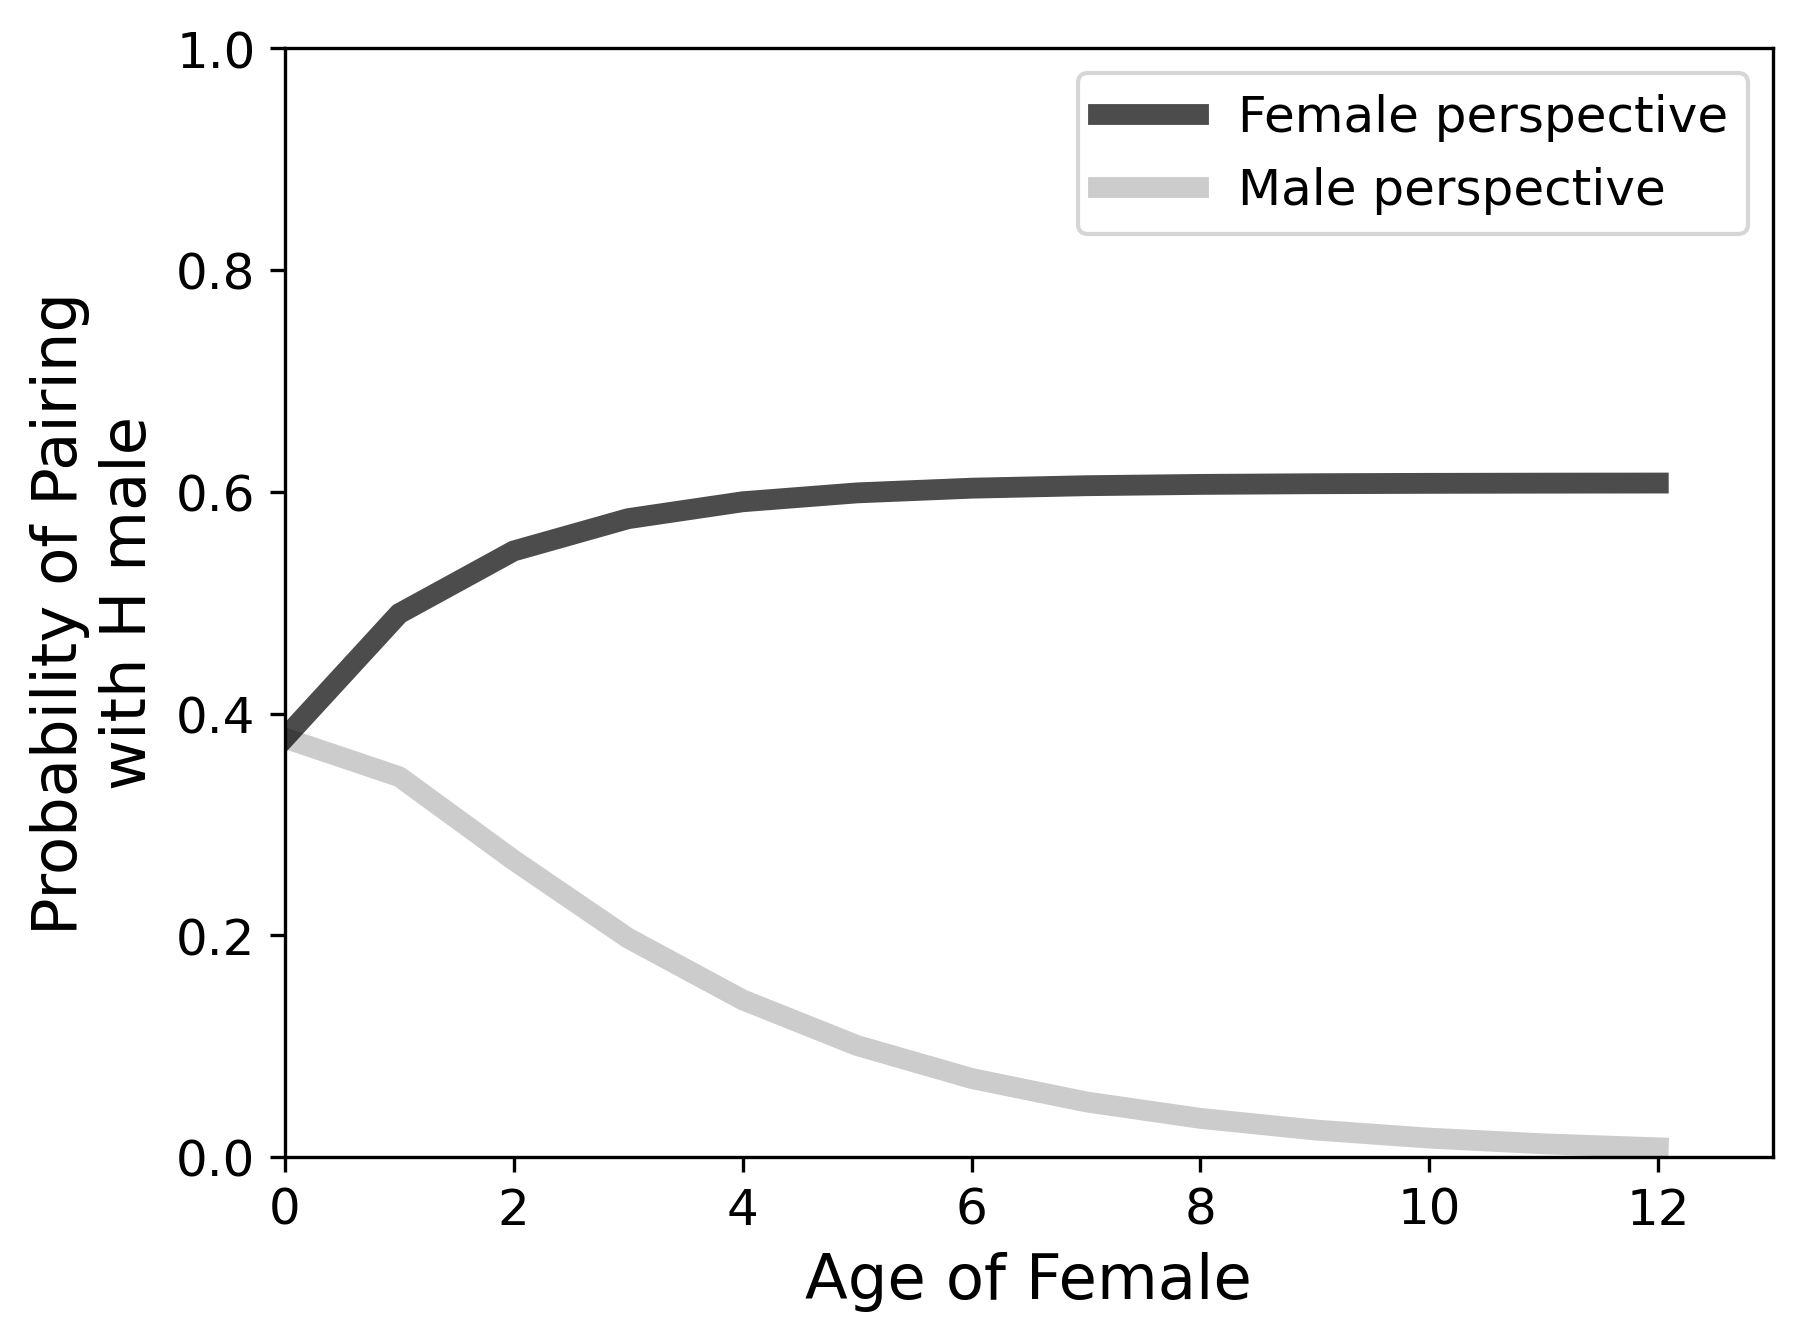 1.0
0.8
0.6
0.4
0.2
0.0
0
2
4
6
8
10
12
Probability of Pairing
with H male
Age of Female
Female perspective
Male perspective